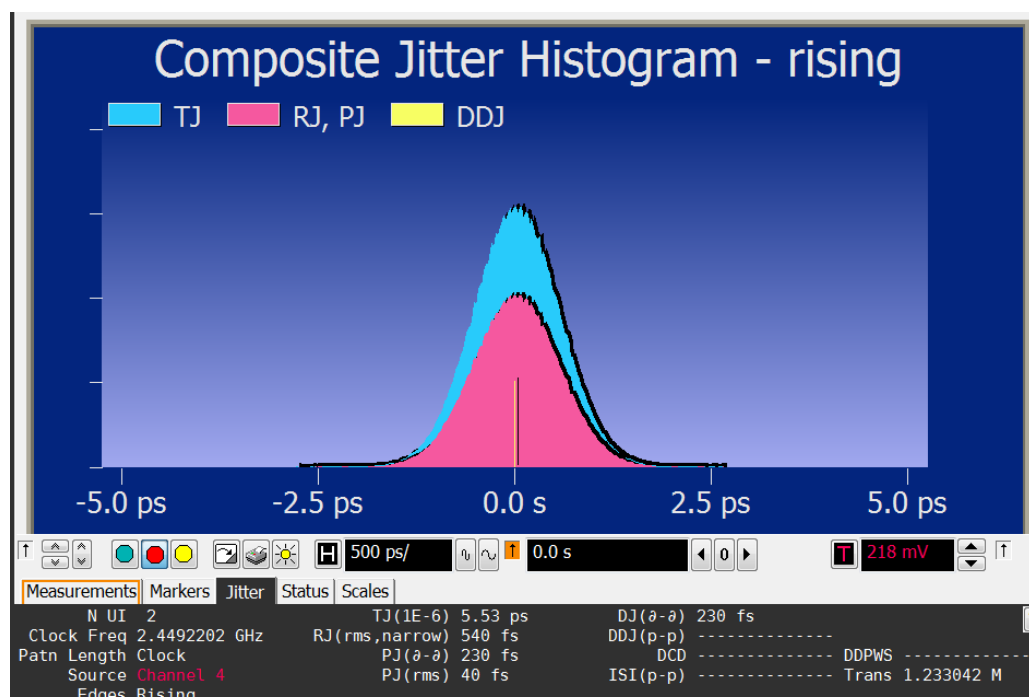 Composite Jitter Histogram - rising
TJ RJ, PJ DDJ
-5.0 ps -2.5 ps 0.0 s 2.5 ps 5.0 ps
H 500 ps/ 0.0 s 0 T 218 mV
Measurements Markers Jitter Status Scales
N UI 2 TJ(1E-6) 5.53 ps DJ(∂-∂) 230 fs
Clock Freq 2.4492202 GHz RJ(rms,narrow) 540 fs DDJ(p-p) --------------
Patn Length Clock PJ(∂-∂) 230 fs DCD -------------- DDPWS -------------
Source Channel 4 PJ(rms) 40 fs ISI(p-p) -------------- Trans 1.233042 M
Edges Rising